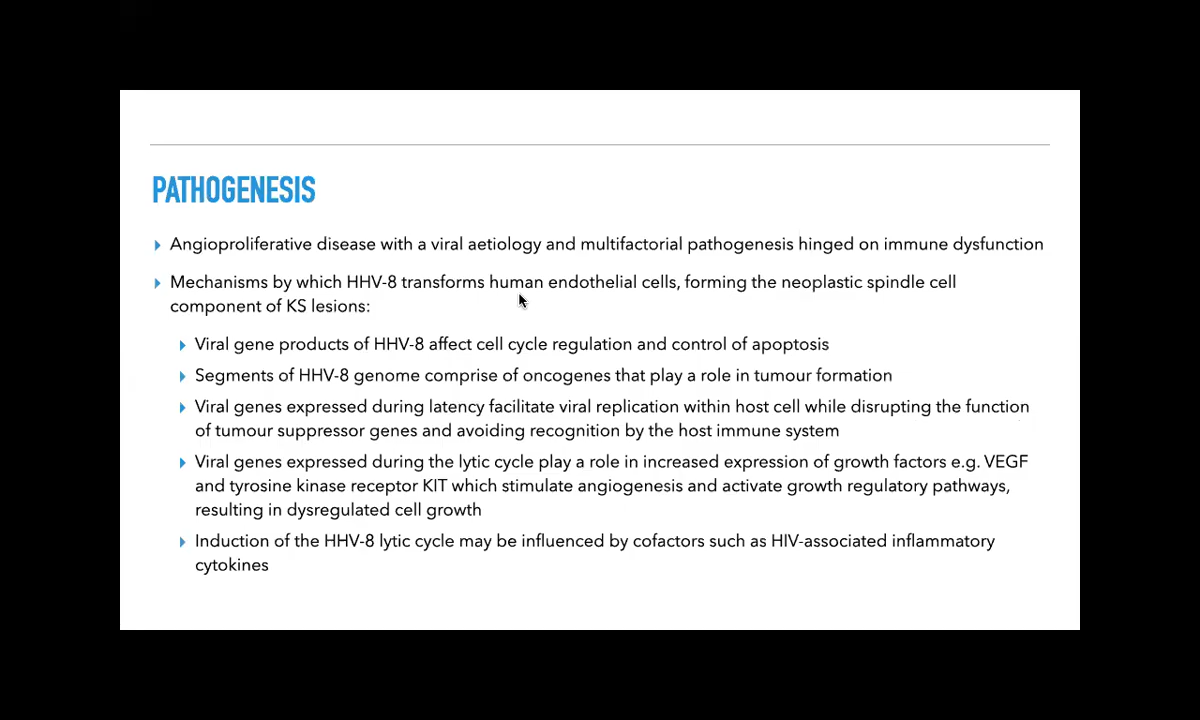 PATHOGENESIS
Angioproliferative disease with a viral aetiology and multifactorial pathogenesis hinged on immune dysfunction
Mechanisms by which HHV-8 transforms human endothelial cells, forming the neoplastic spindle cell
component of KS lesions:
Viral gene products of HHV-8 affect cell cycle regulation and control of apoptosis
Segments of HHV-8 genome comprise of oncogenes that play a role in tumour formation
Viral genes expressed during latency facilitate viral replication within host cell while disrupting the function
of tumour suppressor genes and avoiding recognition by the host immune system
Viral genes expressed during the lytic cycle play a role in increased expression of growth factors e.g. VEGF
and tyrosine kinase receptor KIT which stimulate angiogenesis and activate growth regulatory pathways,
resulting in dysregulated cell growth
Induction of the HHV-8 lytic cycle may be influenced by cofactors such as HIV-associated inflammatory
cytokines